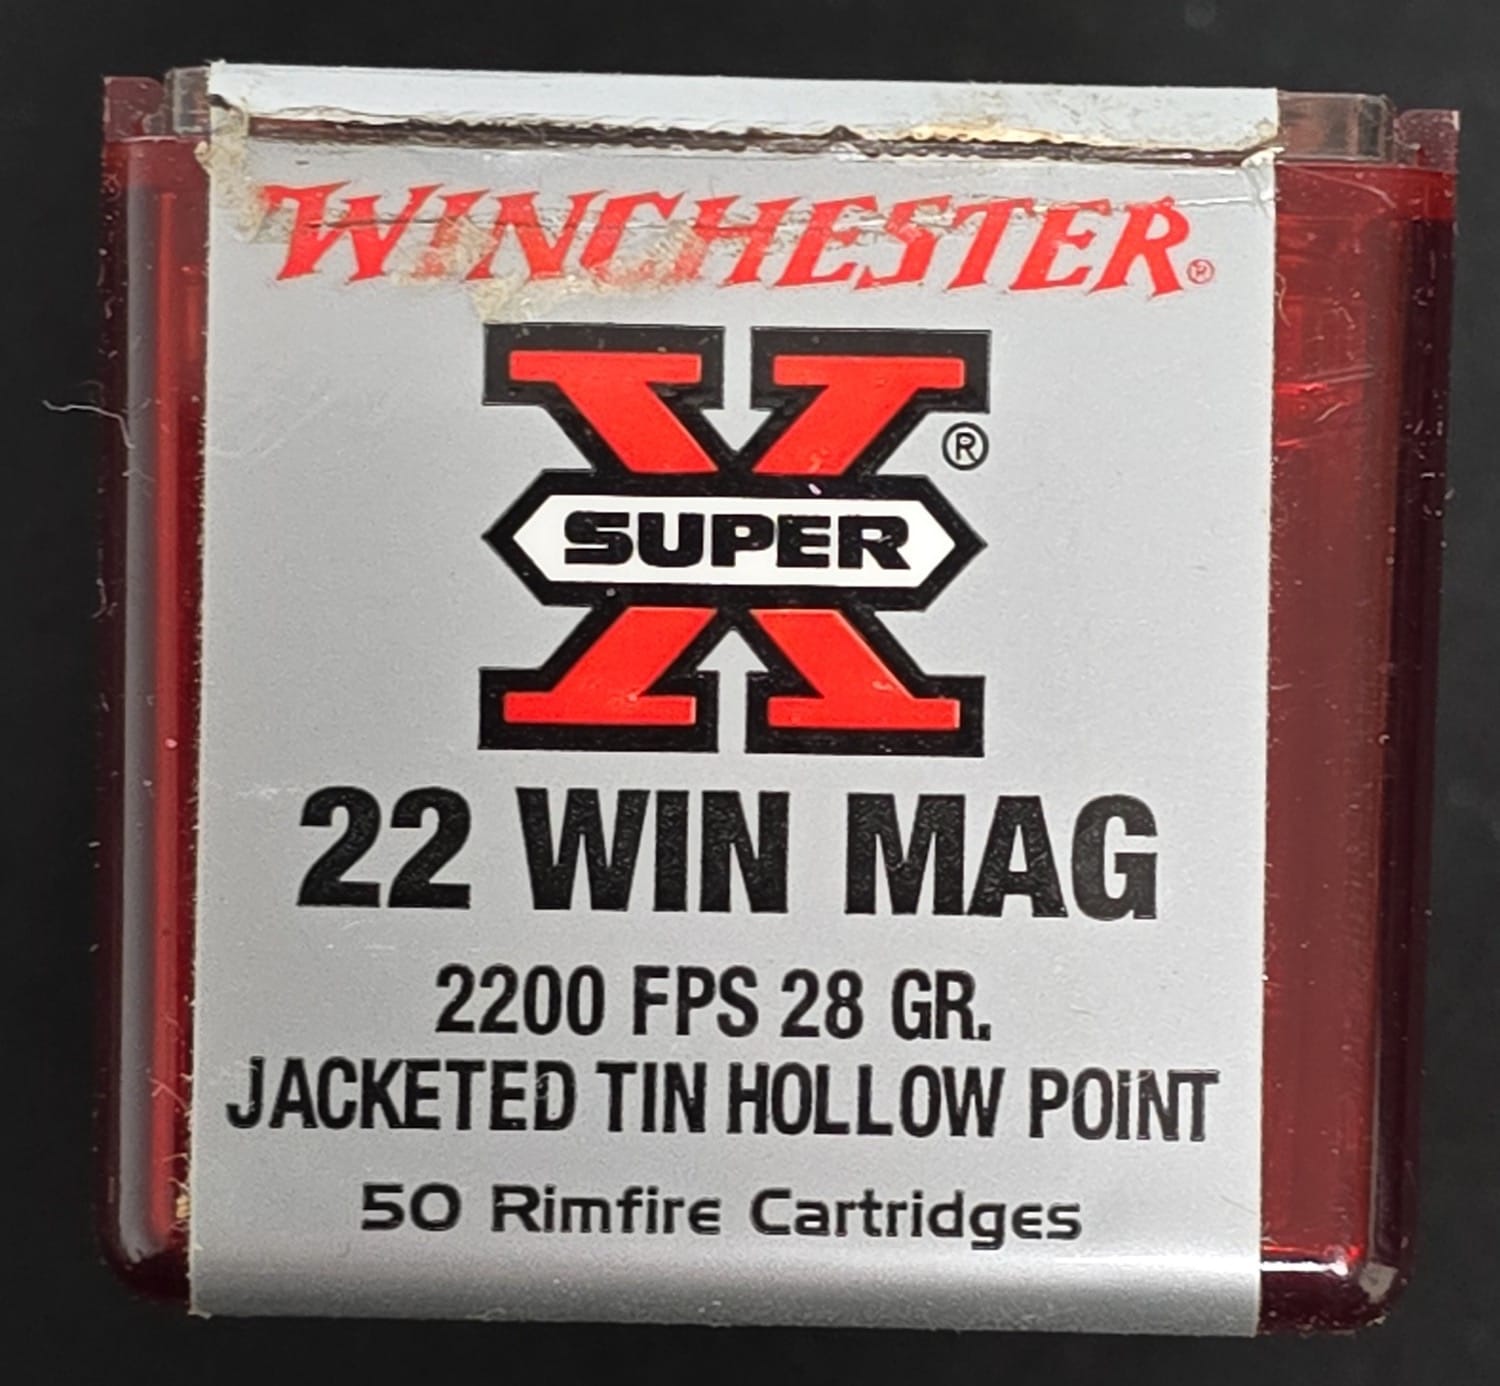 WINCHESTER®
X®
SUPER
22 WIN MAG
2200 FPS 28 GR.
JACKETED TIN HOLLOW POINT
50 Rimfire Cartridges